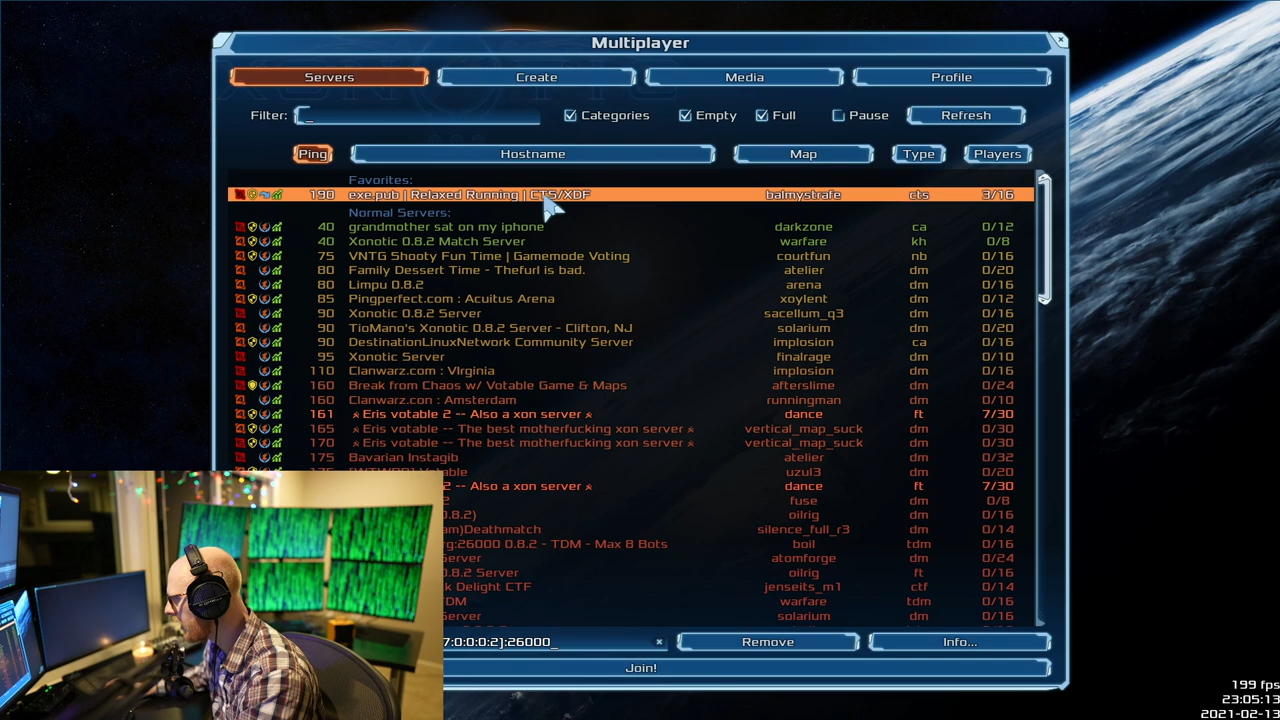 Multiplayer
Servers Create Media Profile
Filter: _ Categories Empty Full Pause Refresh
Ping Hostname Map Type Players
Favorites:
190 exe.pub | Relaxed Running | CTS/XDF balmystrafe cts 3/16
Normal Servers:
40 grandmother sat on my iphone darkzone ca 0/12
40 Xonotic 0.8.2 Match Server warfare kh 0/8
75 VNTG Shooty Fun Time | Gamemode Voting courtfun nb 0/16
80 Family Dessert Time - Thefurl is bad. atelier dm 0/20
80 Limpu 0.8.2 arena dm 0/16
85 Pingperfect.com : Acuitus Arena xoylent dm 0/12
90 Xonotic 0.8.2 Server sacellum_q3 dm 0/16
90 TioMano's Xonotic 0.8.2 Server - Clifton, NJ solarium dm 0/20
90 DestinationLinuxNetwork Community Server implosion ca 0/16
95 Xonotic Server finalrage dm 0/10
110 Clanwarz.com : VIrginia implosion dm 0/16
160 Break from Chaos w/ Votable Game & Maps afterslime dm 0/24
160 Clanwarz.con : Amsterdam runningman dm 0/10
161 Eris votable 2 -- Also a xon server dance ft 7/30
165 Eris votable -- The best motherfucking xon server vertical_map_suck dm 0/30
170 Eris votable -- The best motherfucking xon server vertical_map_suck dm 0/30
175 Bavarian Instagib atelier dm 0/32
uzul3 dm 0/20
2 -- Also a xon server dance ft 7/30
fuse dm 0/8
0.8.2) oilrig dm 0/16
am)Deathmatch silence_full_r3 dm 0/14
rg:26000 0.8.2 - TDM - Max 8 Bots boil tdm 0/16
Server atomforge dm 0/24
0.8.2 Server oilrig ft 0/16
k Delight CTF jenseits_m1 ctf 0/14
TDM warfare tdm 0/16
Server solarium dm 0/16
7:0:0:0:2]:26000_ Remove Info...
Join!
199 fps
23:05:13
2021-02-13